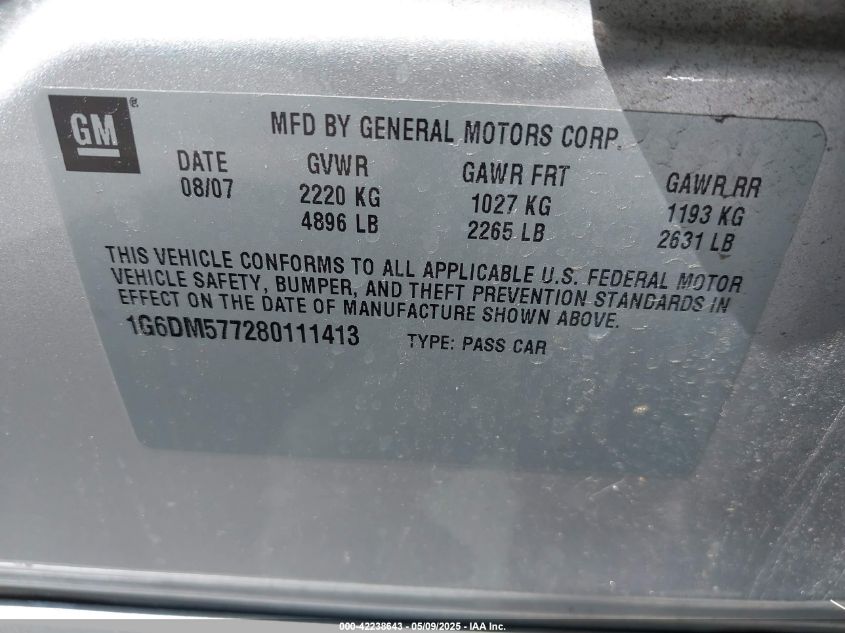 GM®
MFD BY GENERAL MOTORS CORP.
DATE GVWR GAWR FRT GAWR RR
08/07 2220 KG 1027 KG 1193 KG
4896 LB 2265 LB 2631 LB
THIS VEHICLE CONFORMS TO ALL APPLICABLE U.S. FEDERAL MOTOR
VEHICLE SAFETY, BUMPER, AND THEFT PREVENTION STANDARDS IN
EFFECT ON THE DATE OF MANUFACTURE SHOWN ABOVE.
1G6DM577280111413 TYPE: PASS CAR
000-42238643 - 05/09/2025 - IAA Inc.